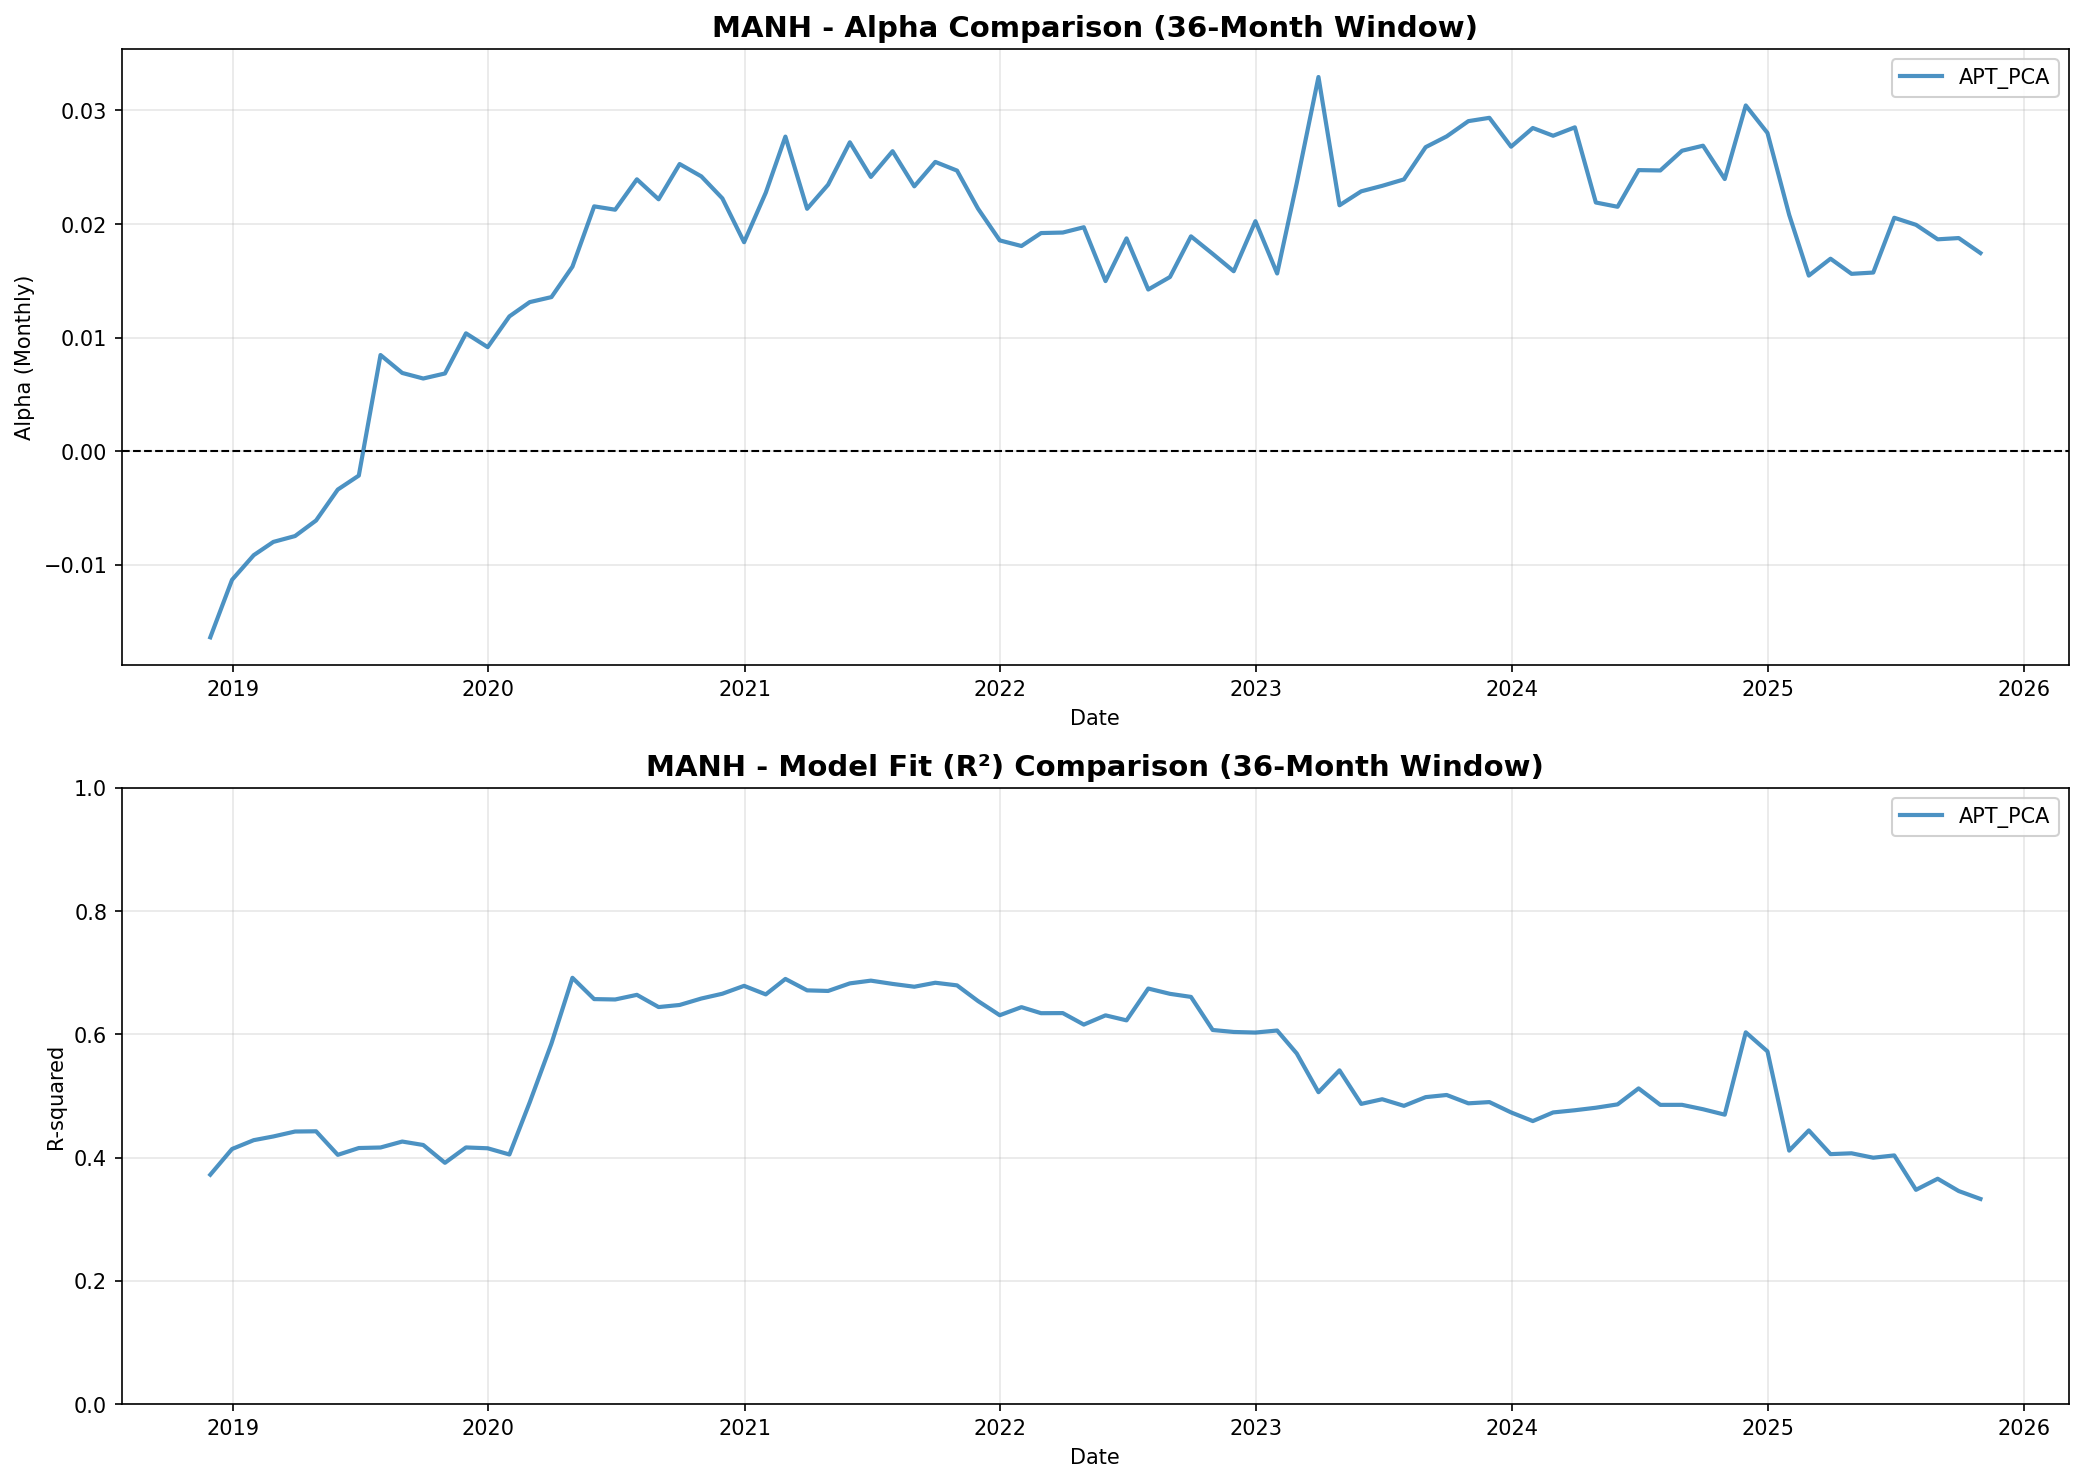 MANH - Alpha Comparison (36-Month Window)
APT_PCA
0.03
0.02
0.01
0.00
−0.01
Alpha (Monthly)
2019 2020 2021 2022 2023 2024 2025 2026
Date
MANH - Model Fit (R²) Comparison (36-Month Window)
APT_PCA
1.0
0.8
0.6
0.4
0.2
0.0
R-squared
2019 2020 2021 2022 2023 2024 2025 2026
Date